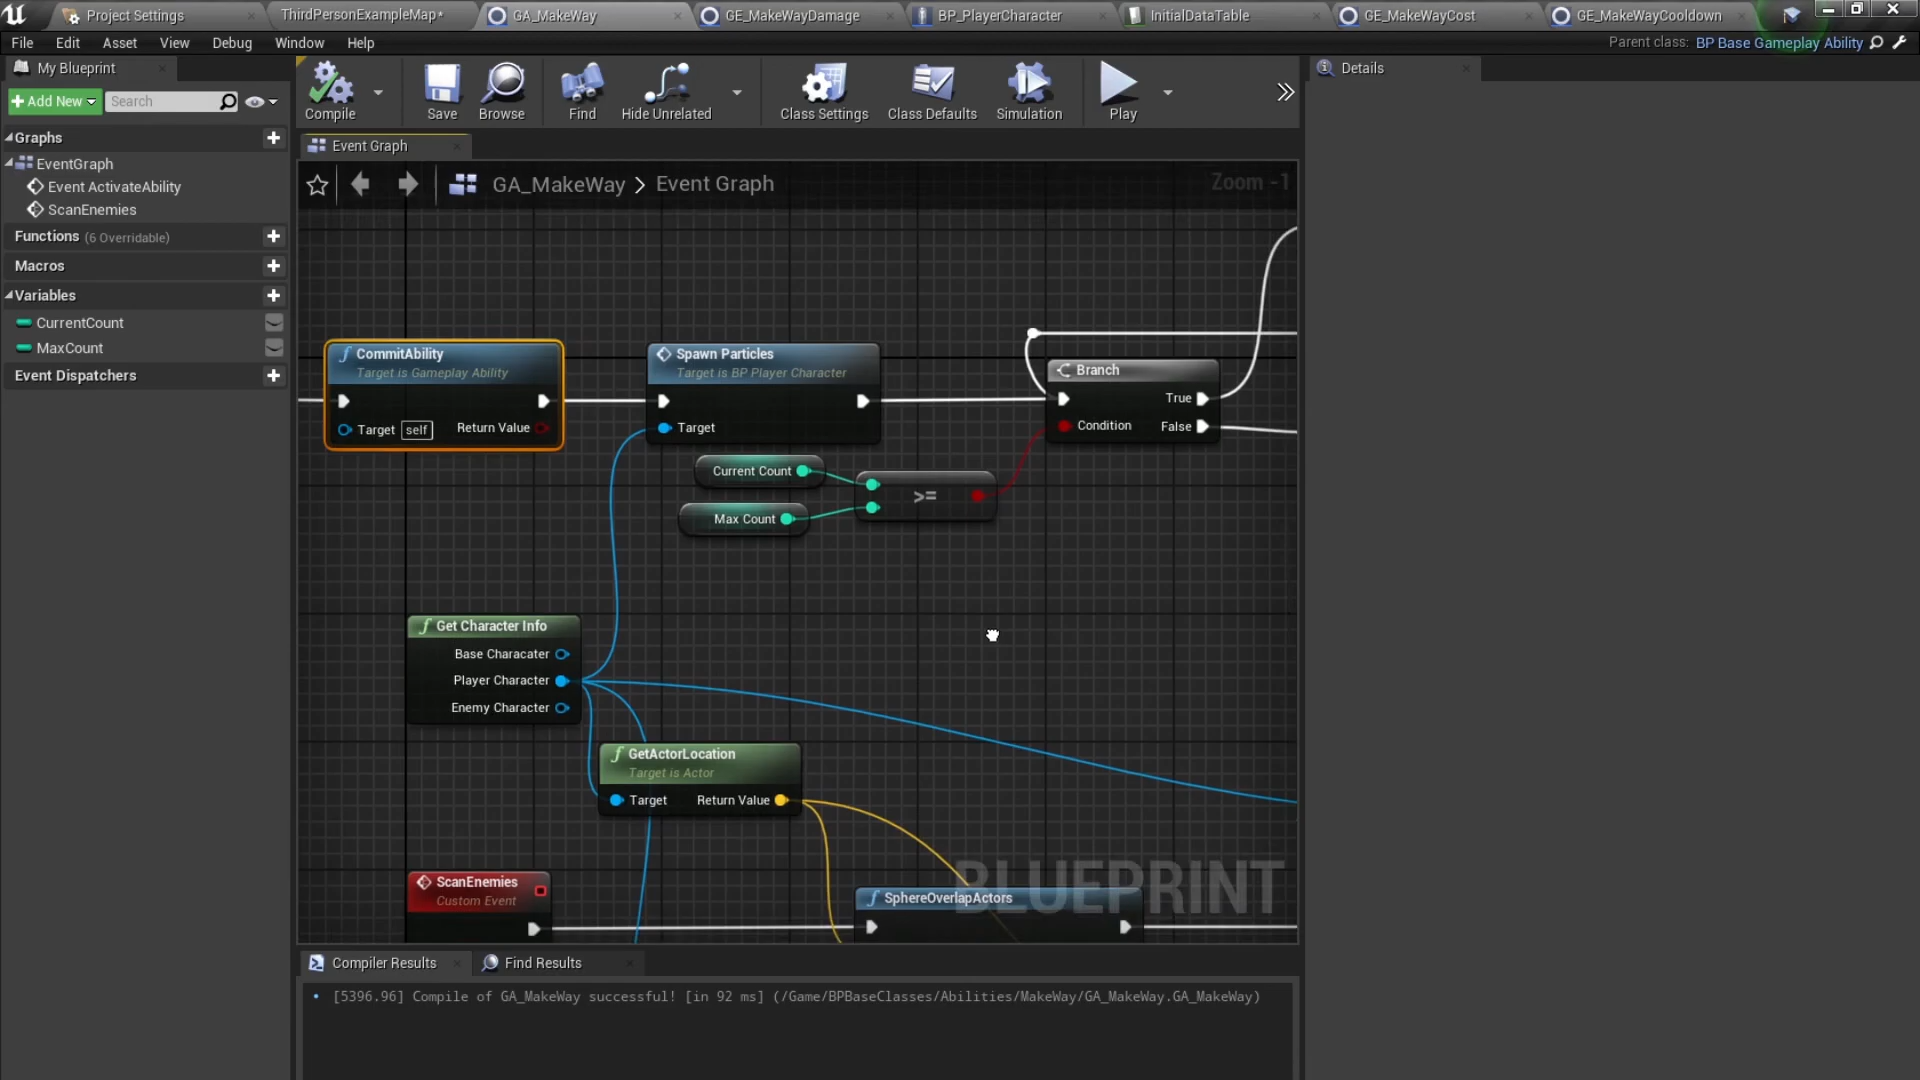 Project Settings
ThirdPersonExampleMap*
GA_MakeWay
GE_MakeWayDamage
BP_PlayerCharacter
InitialDataTable
GE_MakeWayCost
GE_MakeWayCooldown
File Edit Asset View Debug Window Help
Parent class: BP Base Gameplay Ability
My Blueprint
Add New
Search
Compile
Save
Browse
Find
Hide Unrelated
Class Settings
Class Defaults
Simulation
Play
Details
Graphs
EventGraph
Event ActivateAbility
ScanEnemies
Functions (6 Overridable)
Macros
Variables
CurrentCount
MaxCount
Event Dispatchers
Event Graph
GA_MakeWay > Event Graph
Zoom -1
CommitAbility
Target is Gameplay Ability
Target self
Return Value
Spawn Particles
Target is BP Player Character
Target
Branch
True
Condition
False
Current Count
Max Count
>=
Get Character Info
Base Characater
Player Character
Enemy Character
GetActorLocation
Target is Actor
Target
Return Value
ScanEnemies
Custom Event
SphereOverlapActors
BLUEPRINT
Compiler Results
Find Results
[5396.96] Compile of GA_MakeWay successful! [in 92 ms] (/Game/BPBaseClasses/Abilities/MakeWay/GA_MakeWay.GA_MakeWay)